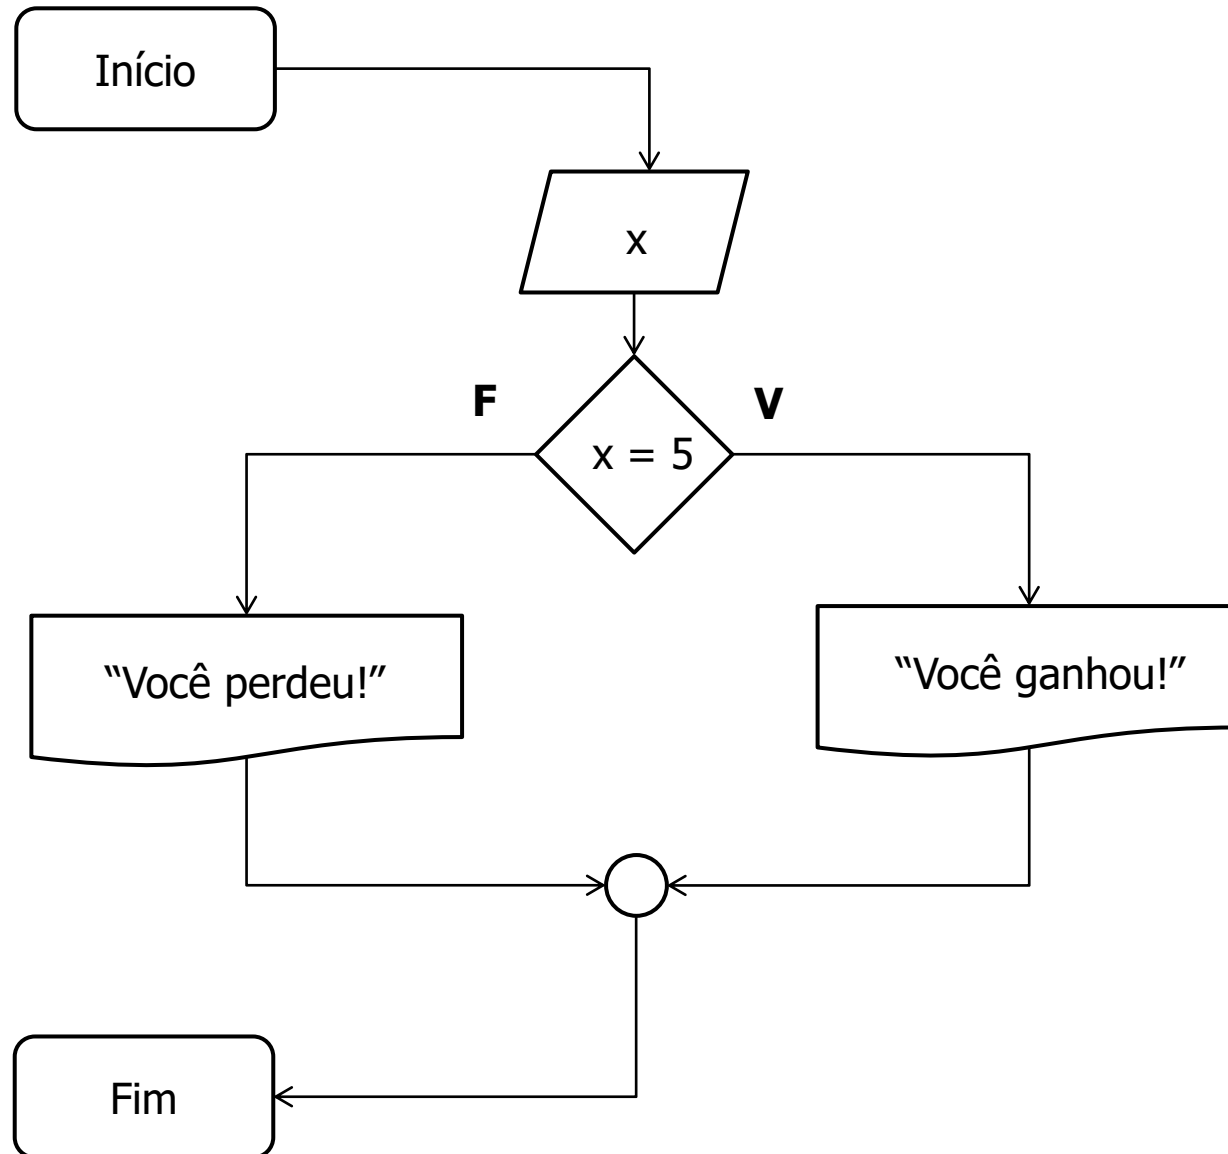 Início
x
F
V
x = 5
“Você perdeu!”
“Você ganhou!”
Fim